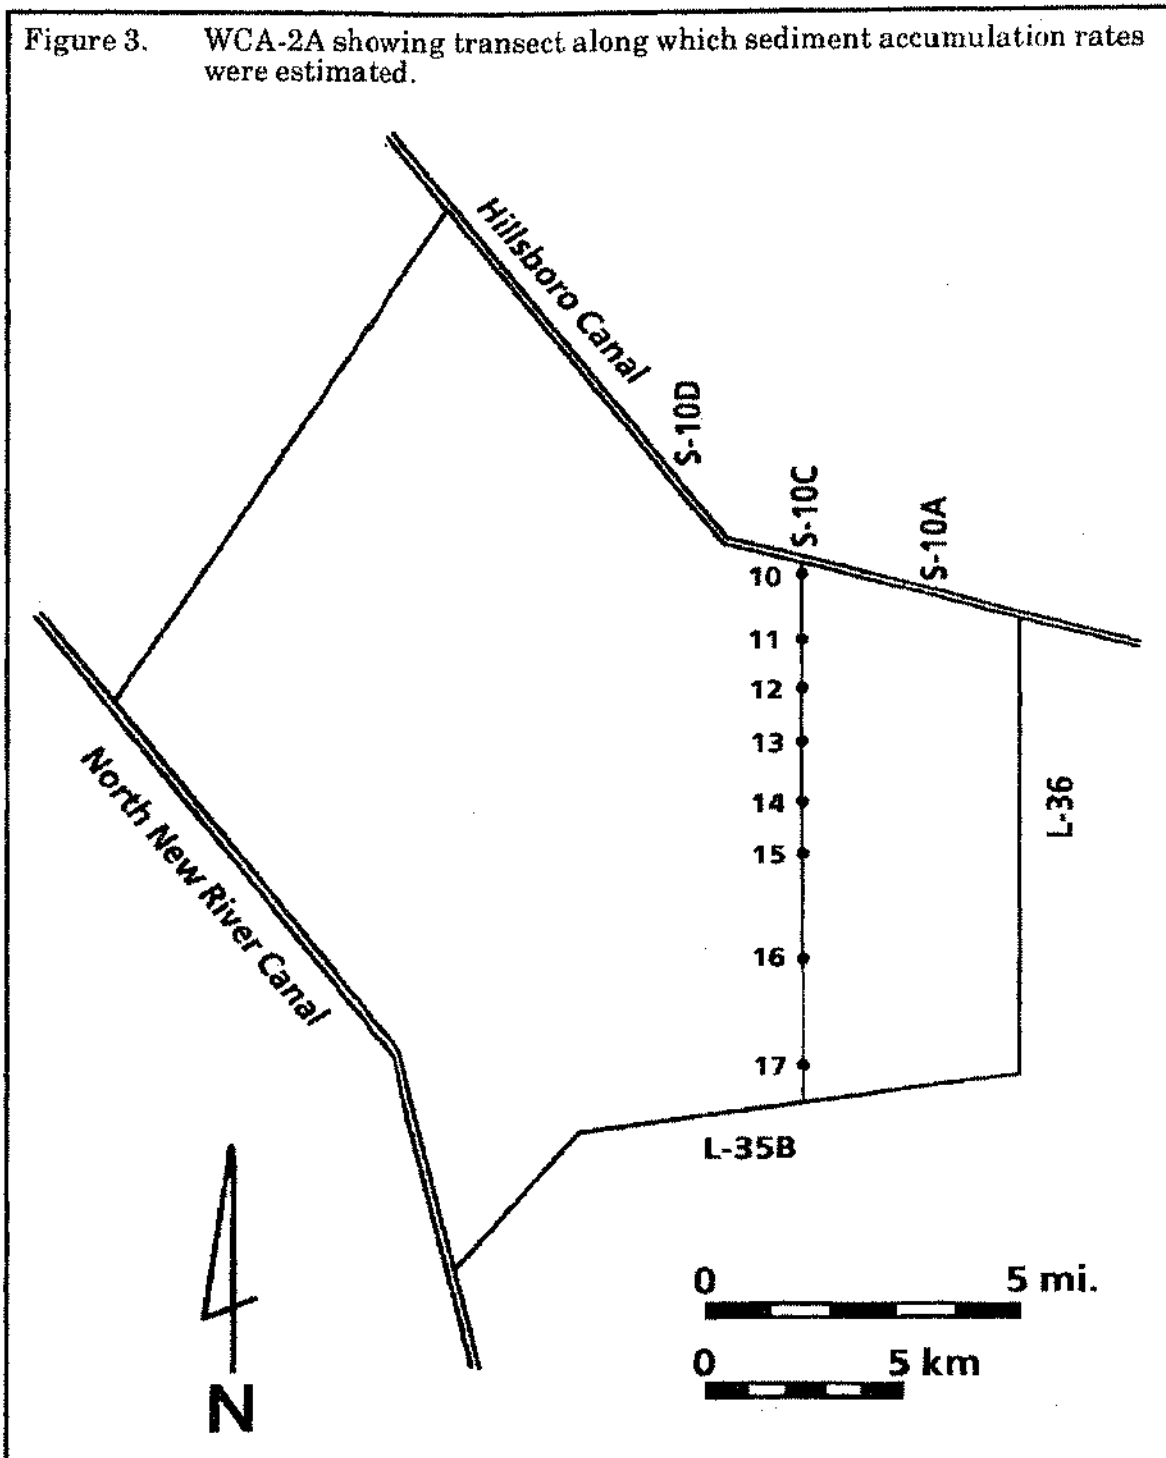 Figure 3. WCA-2A showing transect along which sediment accumulation rates
were estimated.
Hillsboro Canal
S-10D
S-10C
S-10A
10
11
12
13
14
15
16
17
L-36
North New River Canal
L-35B
N
0 5 mi.
0 5 km